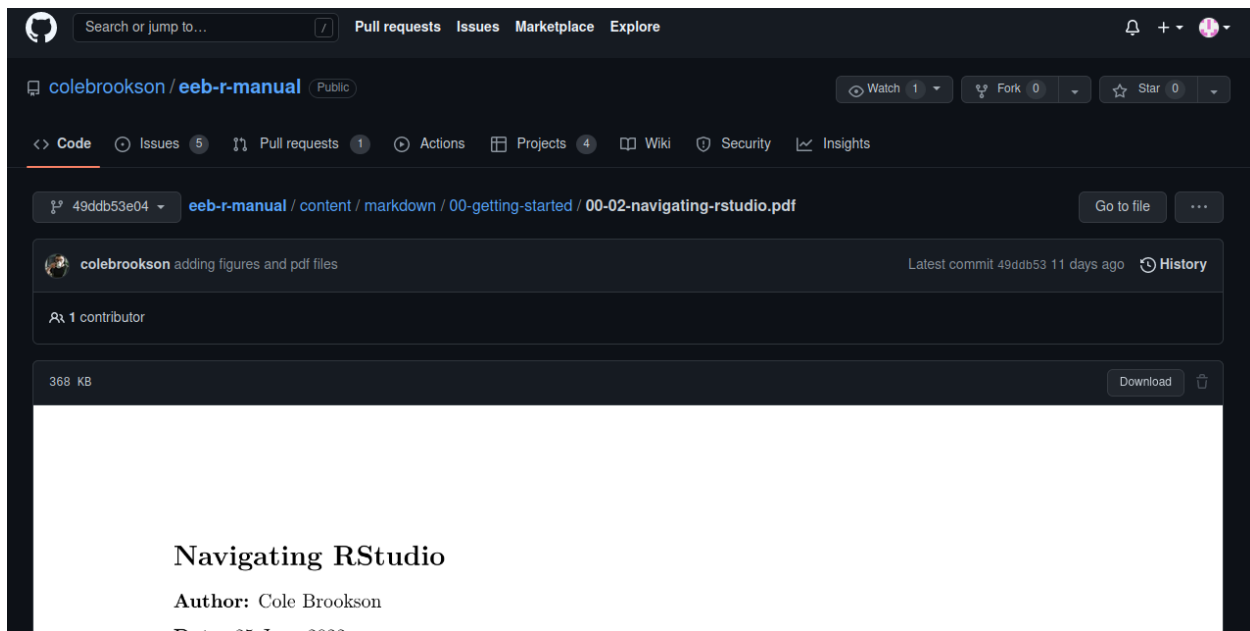 Search or jump to... / Pull requests Issues Marketplace Explore
colebrookson / eeb-r-manual Public Watch 1 Fork 0 Star 0
<> Code Issues 5 Pull requests 1 Actions Projects 4 Wiki Security Insights
49ddb53e04 eeb-r-manual / content / markdown / 00-getting-started / 00-02-navigating-rstudio.pdf Go to file ...
colebrookson adding figures and pdf files Latest commit 49ddb53 11 days ago History
1 contributor
368 KB Download
Navigating RStudio
Author: Cole Brookson